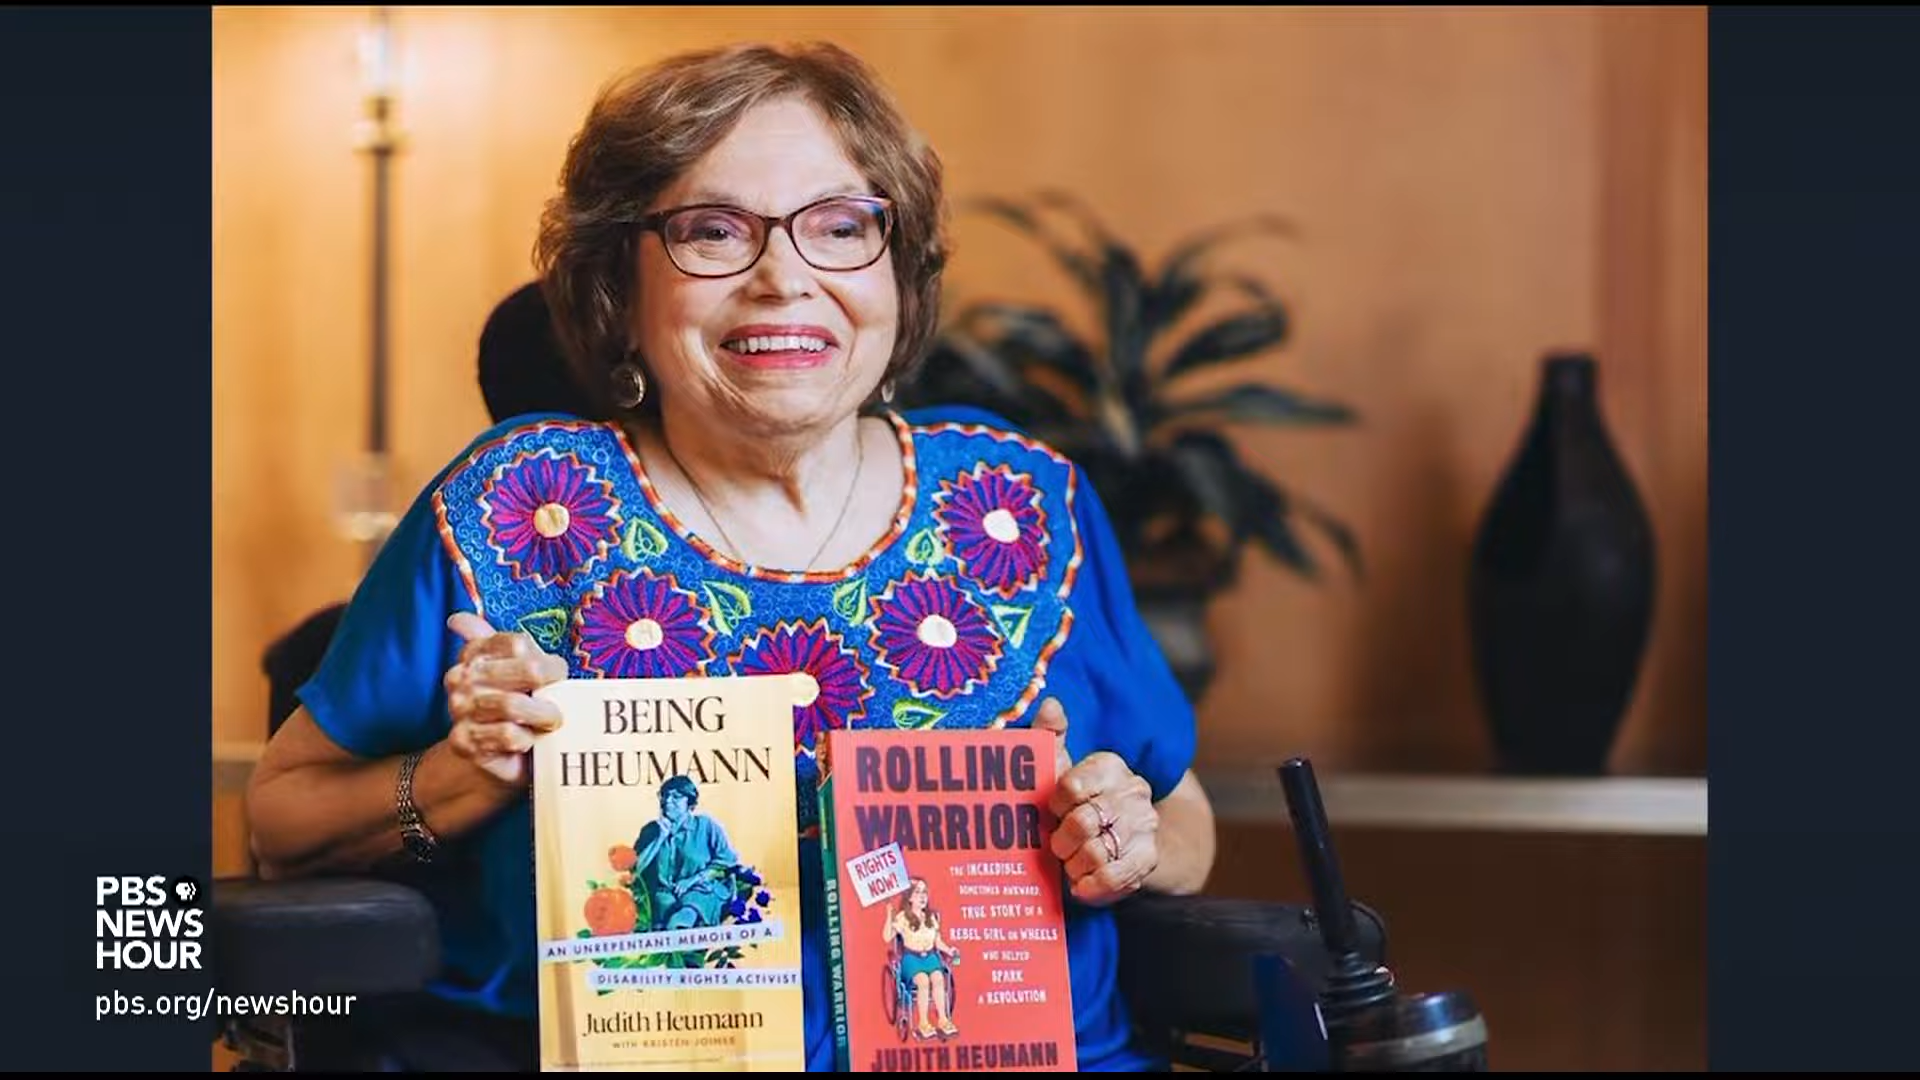 BEING
HEUMANN
AN UNREPENTANT MEMOIR OF A
DISABILITY RIGHTS ACTIVIST
Judith Heumann
WITH KRISTEN JOINER
ROLLING WARRIOR
ROLLING
WARRIOR
RIGHTS
NOW!
THE INCREDIBLE,
SOMETIMES AWKWARD,
TRUE STORY OF A
REBEL GIRL ON WHEELS
WHO HELPED
SPARK
A REVOLUTION
JUDITH HEUMANN
PBS
NEWS
HOUR
pbs.org/newshour